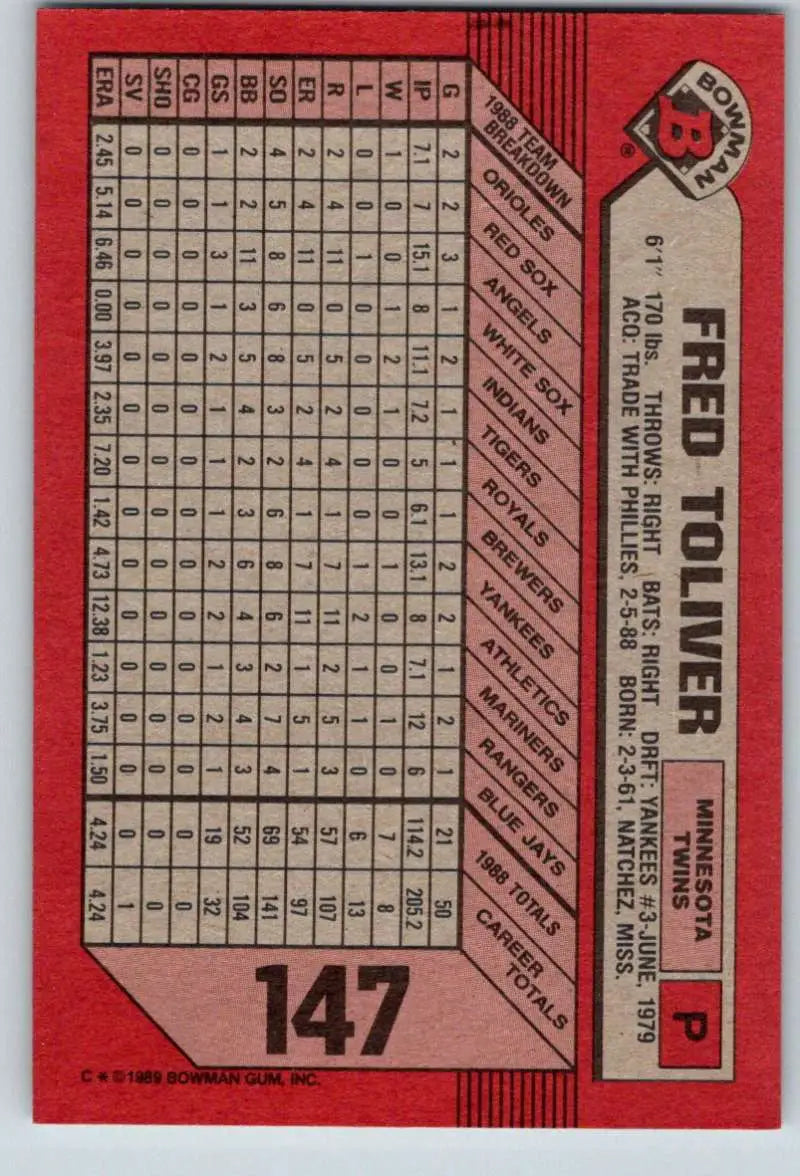 BOWMAN
B ®
FRED TOLIVER
MINNESOTA
TWINS
P
6'1" 170 lbs. THROWS: RIGHT BATS: RIGHT DRFT: YANKEES #3-JUNE, 1979
ACQ: TRADE WITH PHILLIES, 2-5-88 BORN: 2-3-61, NATCHEZ, MISS.
1988 TEAM
BREAKDOWN
ORIOLES
RED SOX
ANGELS
WHITE SOX
INDIANS
TIGERS
ROYALS
BREWERS
YANKEES
ATHLETICS
MARINERS
RANGERS
BLUE JAYS
1988 TOTALS
CAREER
TOTALS
G 2 2 3 1 2 1 1 1 2 2 1 2 1 21 50
IP 7.1 7 15.1 8 11.1 7.2 5 6.1 13.1 8 7.1 12 6 114.2 205.2
W 1 0 0 1 2 1 0 0 1 0 0 1 0 7 8
L 0 0 1 0 0 0 0 1 1 2 1 1 0 6 13
R 2 4 11 0 5 2 4 1 7 11 2 5 3 57 107
ER 2 4 11 0 5 2 4 1 7 11 1 5 1 54 97
SO 4 5 8 6 8 3 2 6 8 6 2 7 4 69 141
BB 2 2 11 3 5 4 2 3 6 4 3 4 3 52 104
GS 1 1 3 1 2 1 1 1 2 2 1 2 1 19 32
CG 0 0 0 0 0 0 0 0 0 0 0 0 0 0 0
SHO 0 0 0 0 0 0 0 0 0 0 0 0 0 0 0
SV 0 0 0 0 0 0 0 0 0 0 0 0 0 0 1
ERA 2.45 5.14 6.46 0.00 3.97 2.35 7.20 1.42 4.73 12.38 1.23 3.75 1.50 4.24 4.24
147
C * ©1989 BOWMAN GUM, INC.